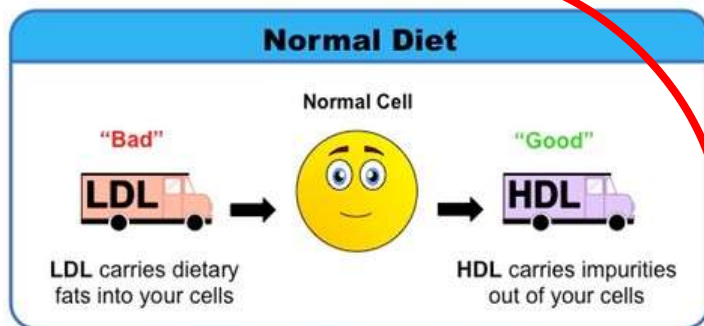 Normal Diet
Normal Cell
“Bad”
“Good”
LDL
HDL
LDL carries dietary
fats into your cells
HDL carries impurities
out of your cells